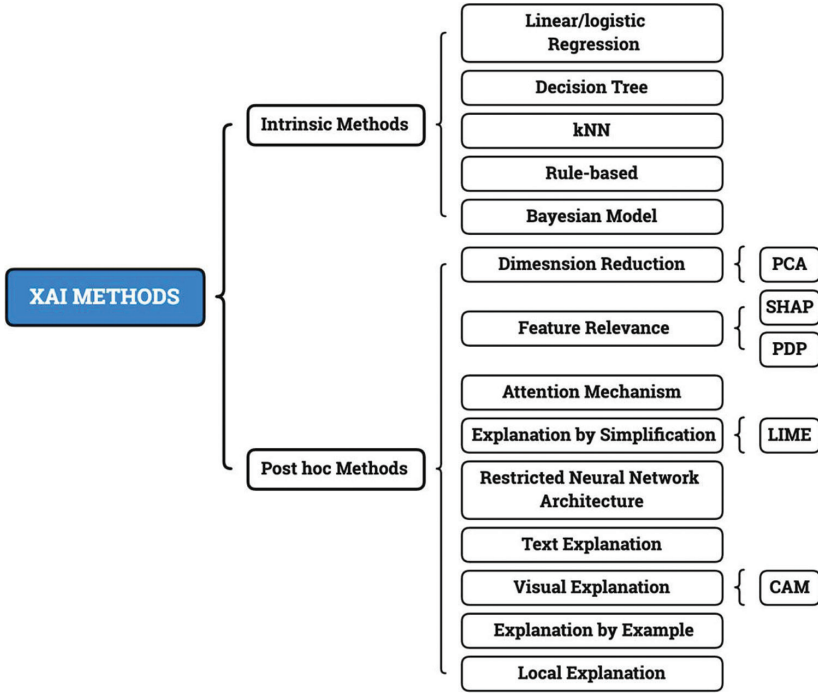 XAI METHODS
Intrinsic Methods
Linear/logistic
Regression
Decision Tree
kNN
Rule-based
Bayesian Model
Post hoc Methods
Dimesnsion Reduction
PCA
Feature Relevance
SHAP
PDP
Attention Mechanism
Explanation by Simplification
LIME
Restricted Neural Network
Architecture
Text Explanation
Visual Explanation
CAM
Explanation by Example
Local Explanation